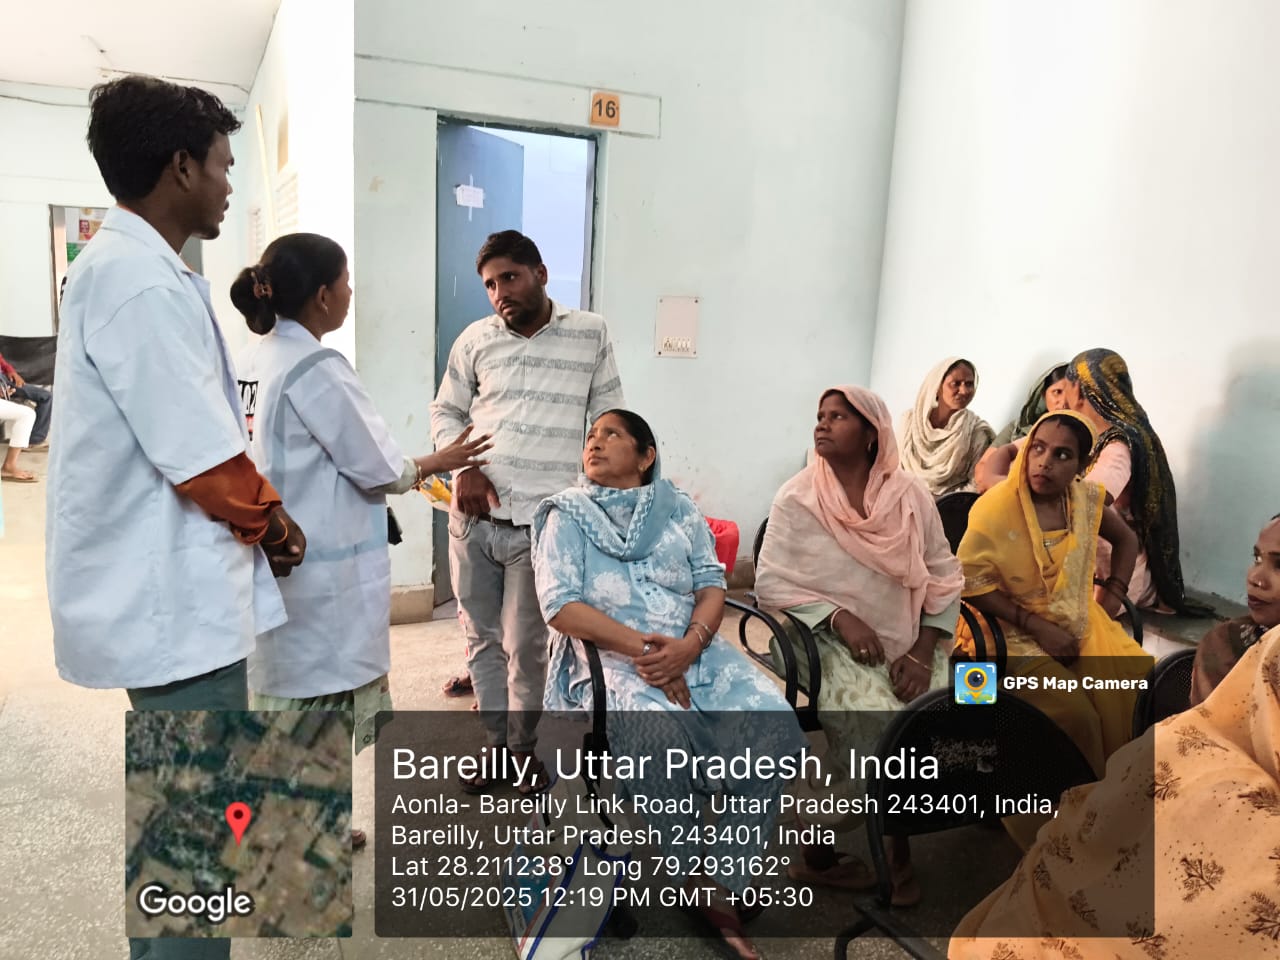 16
GPS Map Camera
Bareilly, Uttar Pradesh, India
Aonla- Bareilly Link Road, Uttar Pradesh 243401, India,
Bareilly, Uttar Pradesh 243401, India
Lat 28.211238° Long 79.293162°
31/05/2025 12:19 PM GMT +05:30
Google